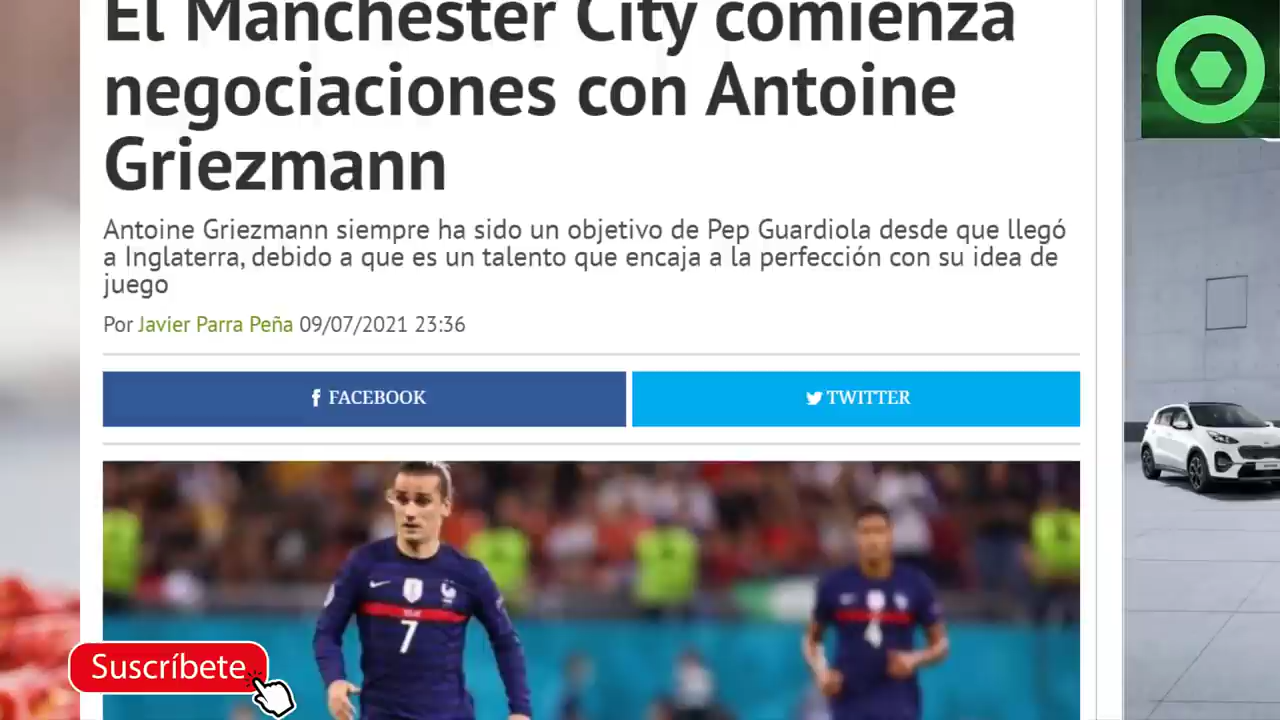 El Manchester City comienza
negociaciones con Antoine
Griezmann
Antoine Griezmann siempre ha sido un objetivo de Pep Guardiola desde que llegó
a Inglaterra, debido a que es un talento que encaja a la perfección con su idea de
juego
Por Javier Parra Peña 09/07/2021 23:36
FACEBOOK
TWITTER
7
4
Suscríbete